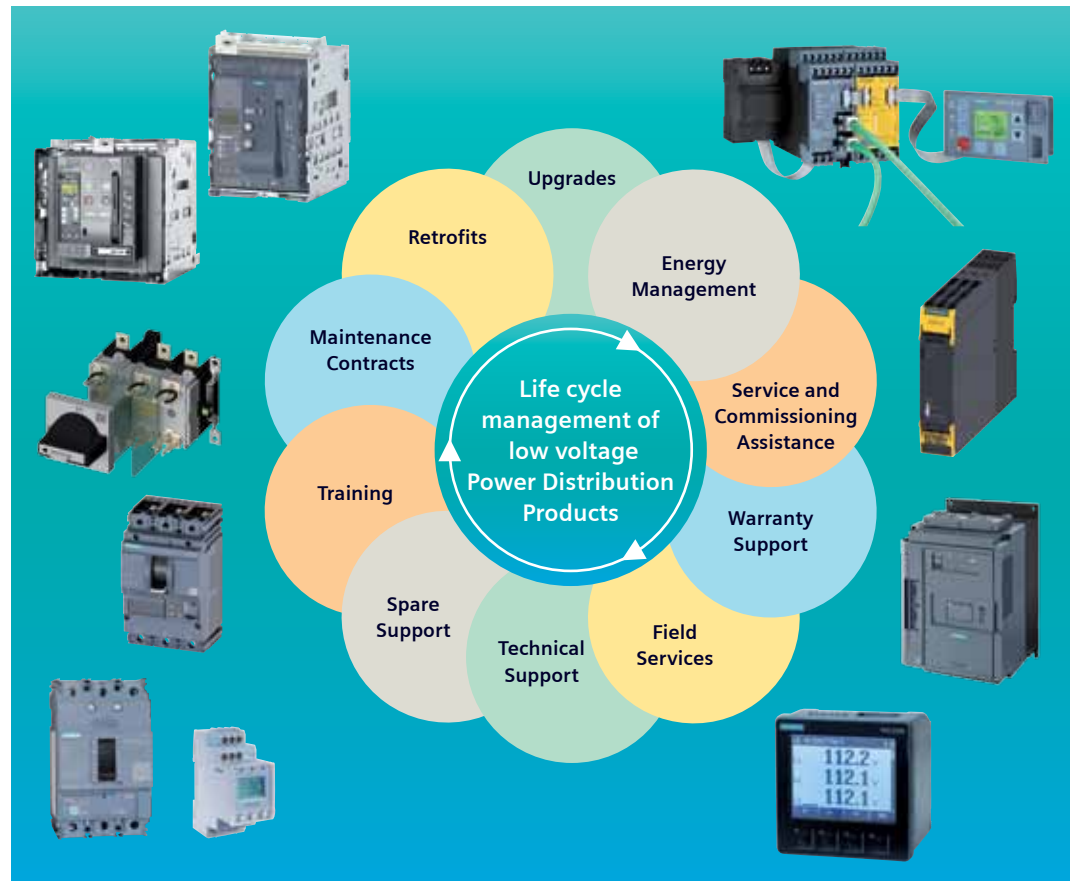 Upgrades
Retrofits
Energy
Management
Maintenance
Contracts
Life cycle
management of
low voltage
Power Distribution
Products
Service and
Commissioning
Assistance
Training
Warranty
Support
Spare
Support
Technical
Support
Field
Services
112.2
112.1
112.1